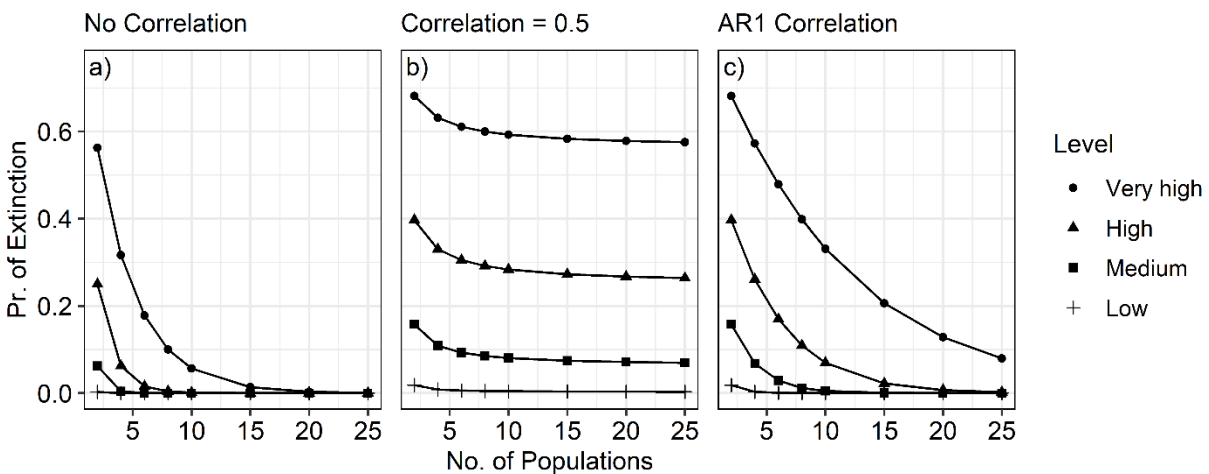 No Correlation
Correlation = 0.5
AR1 Correlation
a)
b)
c)
Pr. of Extinction
0.6
0.4
0.2
0.0
5 10 15 20 25
5 10 15 20 25
5 10 15 20 25
No. of Populations
Level
Very high
High
Medium
Low